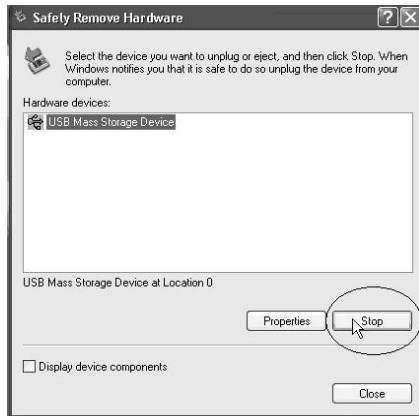 Safely Remove Hardware
Select the device you want to unplug or eject, and then click Stop. When
Windows notifies you that it is safe to do so unplug the device from your
computer.
Hardware devices:
USB Mass Storage Device
USB Mass Storage Device at Location 0
Properties
Stop
Display device components
Close